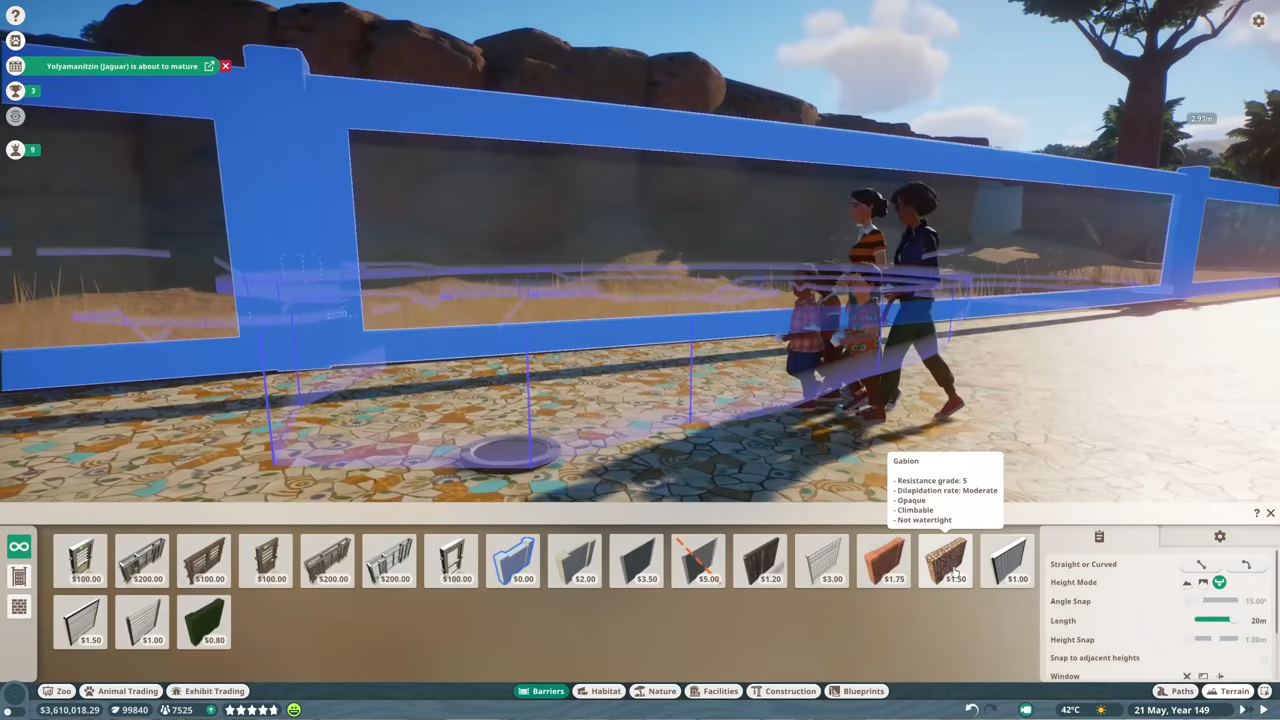 ?
Yolyamanitzin (Jaguar) is about to mature
3
9
2.93m
Gabion
- Resistance grade: 5
- Dilapidation rate: Moderate
- Opaque
- Climbable
- Not watertight
?
$100.00 $200.00 $100.00 $100.00 $200.00 $200.00 $100.00 $0.00 $2.00 $3.50 $5.00 $1.20 $3.00 $1.75 $1.50 $1.00
$1.50 $1.00 $0.80
Straight or Curved
Height Mode
Angle Snap 15.00°
Length 20m
Height Snap 1.00m
Snap to adjacent heights
Window
Zoo Animal Trading Exhibit Trading Barriers Habitat Nature Facilities Construction Blueprints Paths Terrain
$3,610,018.29 99840 7525 42°C 21 May, Year 149